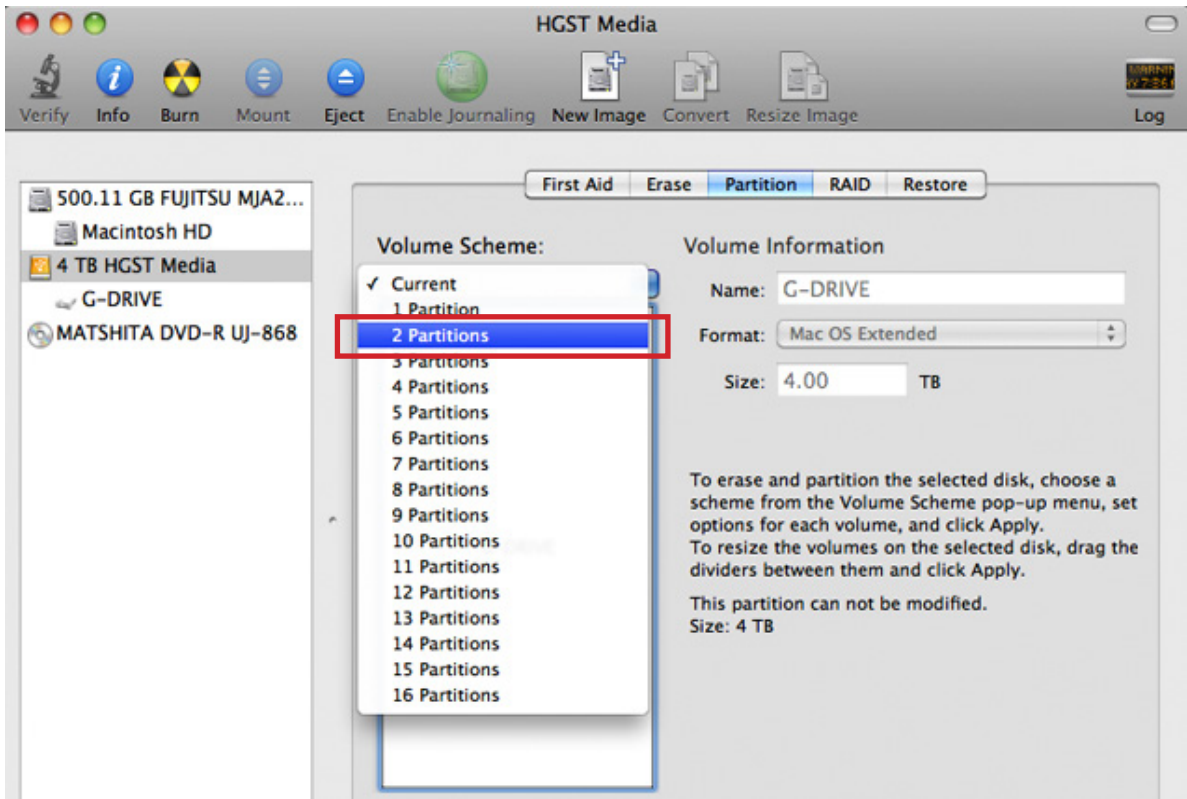 HGST Media
Verify Info Burn Mount Eject Enable Journaling New Image Convert Resize Image Log
500.11 GB FUJITSU MJA2...
Macintosh HD
4 TB HGST Media
G-DRIVE
MATSHITA DVD-R UJ-868
First Aid Erase Partition RAID Restore
Volume Scheme:
✓ Current
1 Partition
2 Partitions
3 Partitions
4 Partitions
5 Partitions
6 Partitions
7 Partitions
8 Partitions
9 Partitions
10 Partitions
11 Partitions
12 Partitions
13 Partitions
14 Partitions
15 Partitions
16 Partitions
Volume Information
Name: G-DRIVE
Format: Mac OS Extended
Size: 4.00 TB
To erase and partition the selected disk, choose a
scheme from the Volume Scheme pop-up menu, set
options for each volume, and click Apply.
To resize the volumes on the selected disk, drag the
dividers between them and click Apply.
This partition can not be modified.
Size: 4 TB